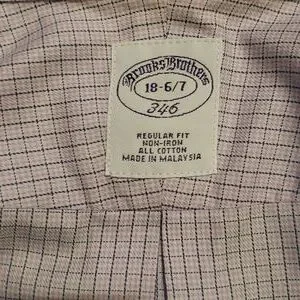 Brooks Brothers
18-6/7
346
REGULAR FIT
NON-IRON
ALL COTTON
MADE IN MALAYSIA